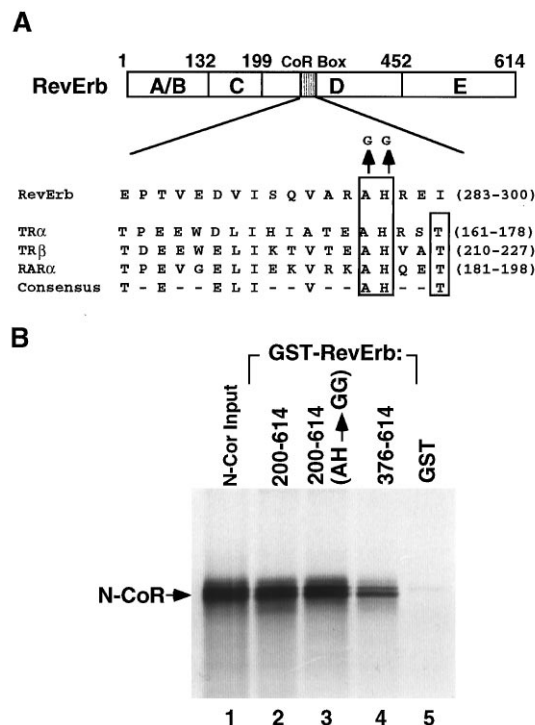 A
1 132 199 CoR Box 452 614
RevErb A/B C D E
G G
RevErb E P T V E D V I S Q V A R A H R E I (283-300)
TRα T P E E W D L I H I A T E A H R S T (161-178)
TRβ T D E E W E L I K T V T E A H V A T (210-227)
RARα T P E V G E L I E K V R K A H Q E T (181-198)
Consensus T - - E - E L I - - V - - A H - - T
B
GST-RevErb:
N-Cor Input
200-614
200-614
(AH → GG)
376-614
GST
N-CoR
1 2 3 4 5